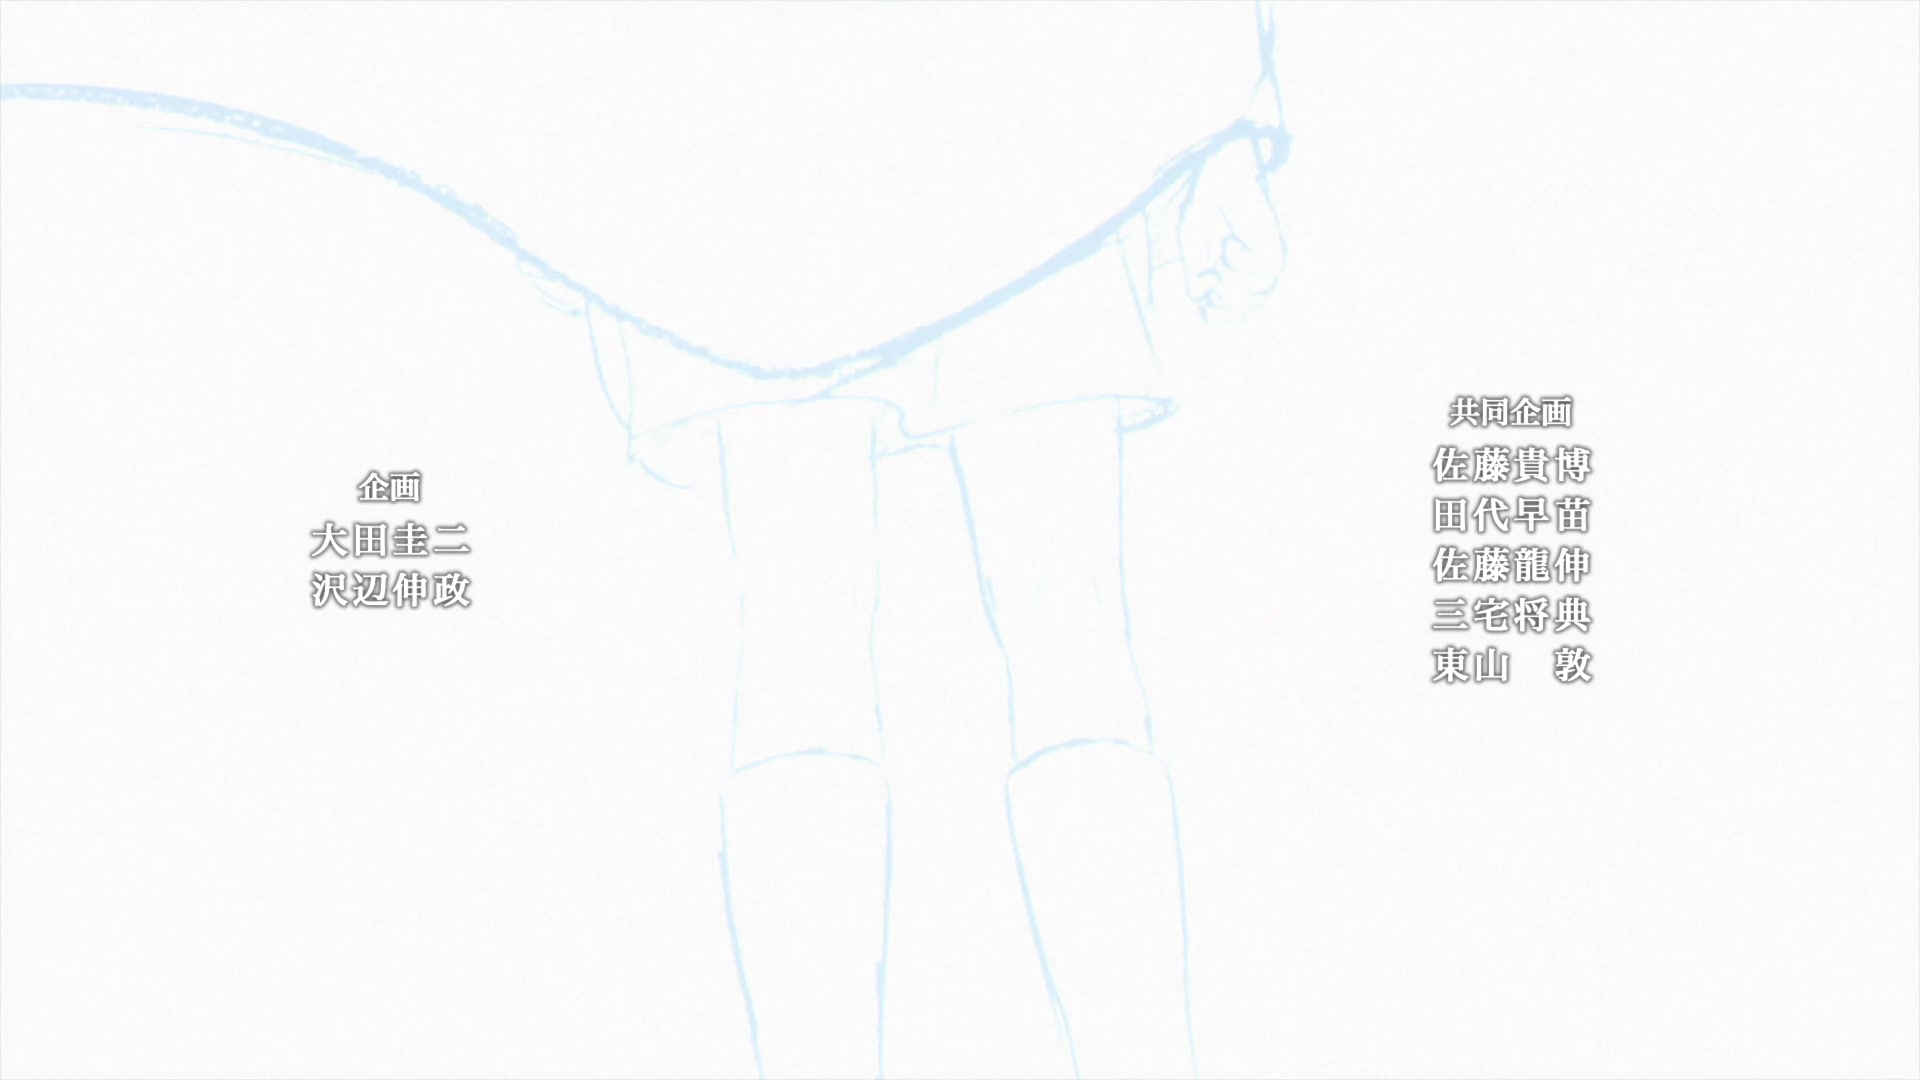 企画
大田圭二
沢辺伸政
共同企画
佐藤貴博
田代早苗
佐藤龍伸
三宅将典
東山　敦